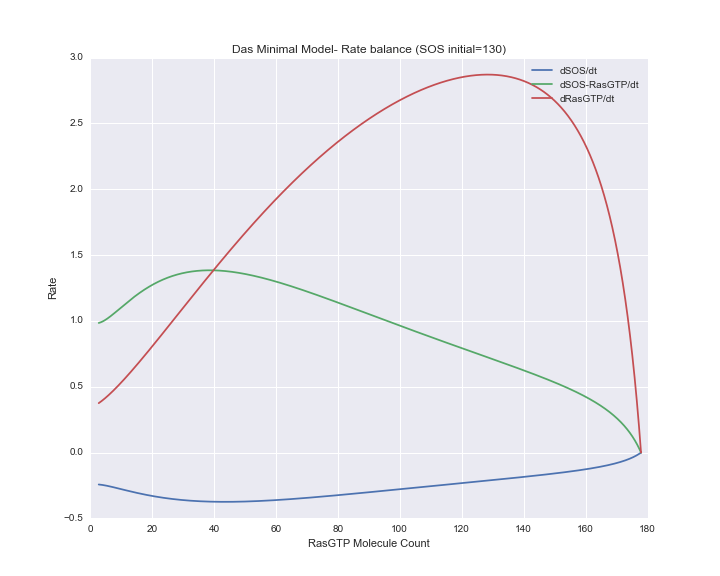 Das Minimal Model- Rate balance (SOS initial=130)
3.0
2.5
2.0
1.5
1.0
0.5
0.0
−0.5
Rate
dSOS/dt
dSOS-RasGTP/dt
dRasGTP/dt
0 20 40 60 80 100 120 140 160 180
RasGTP Molecule Count